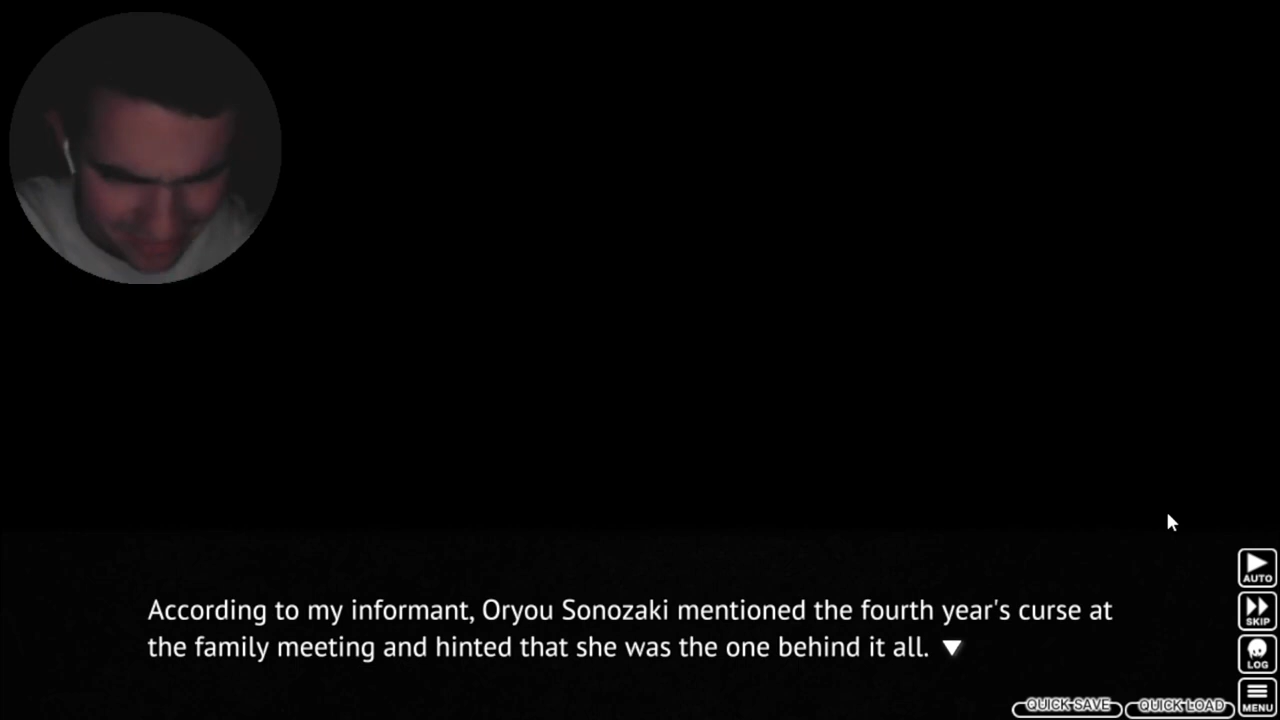 According to my informant, Oryou Sonozaki mentioned the fourth year's curse at
the family meeting and hinted that she was the one behind it all.
AUTO
SKIP
LOG
MENU
QUICK SAVE
QUICK LOAD